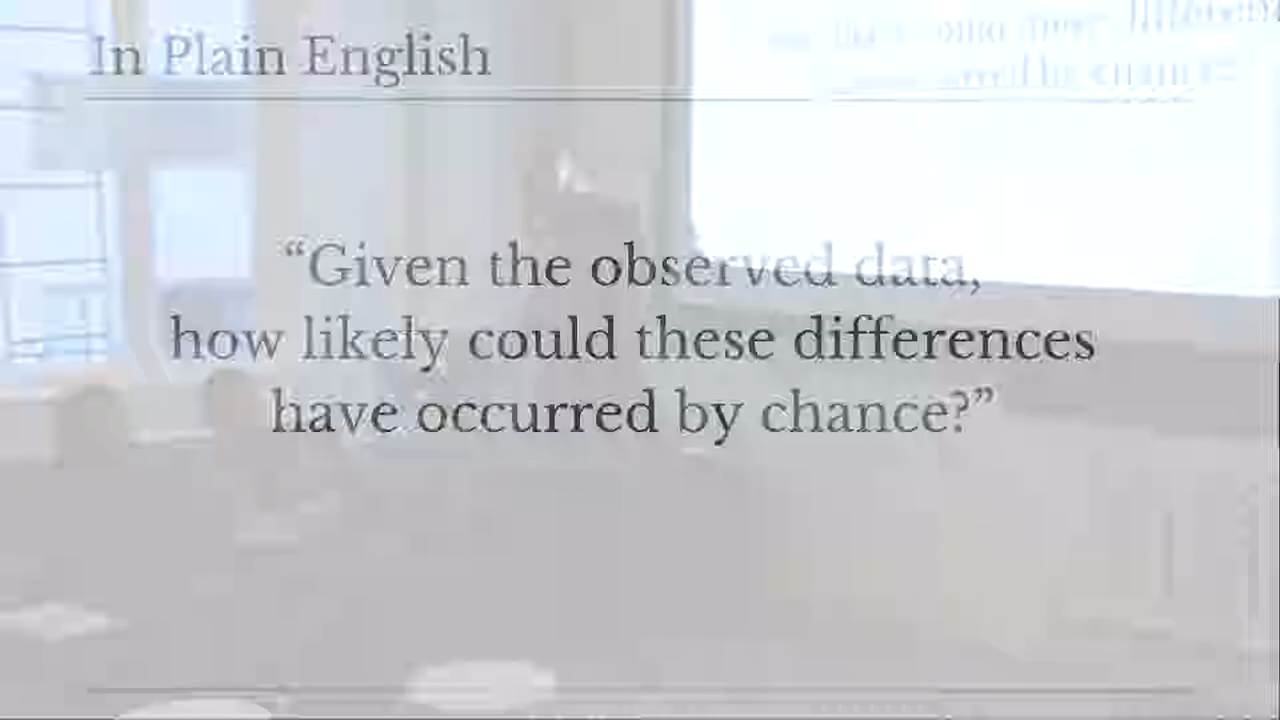 In Plain English
“Given the observed data,
how likely could these differences
have occurred by chance?”